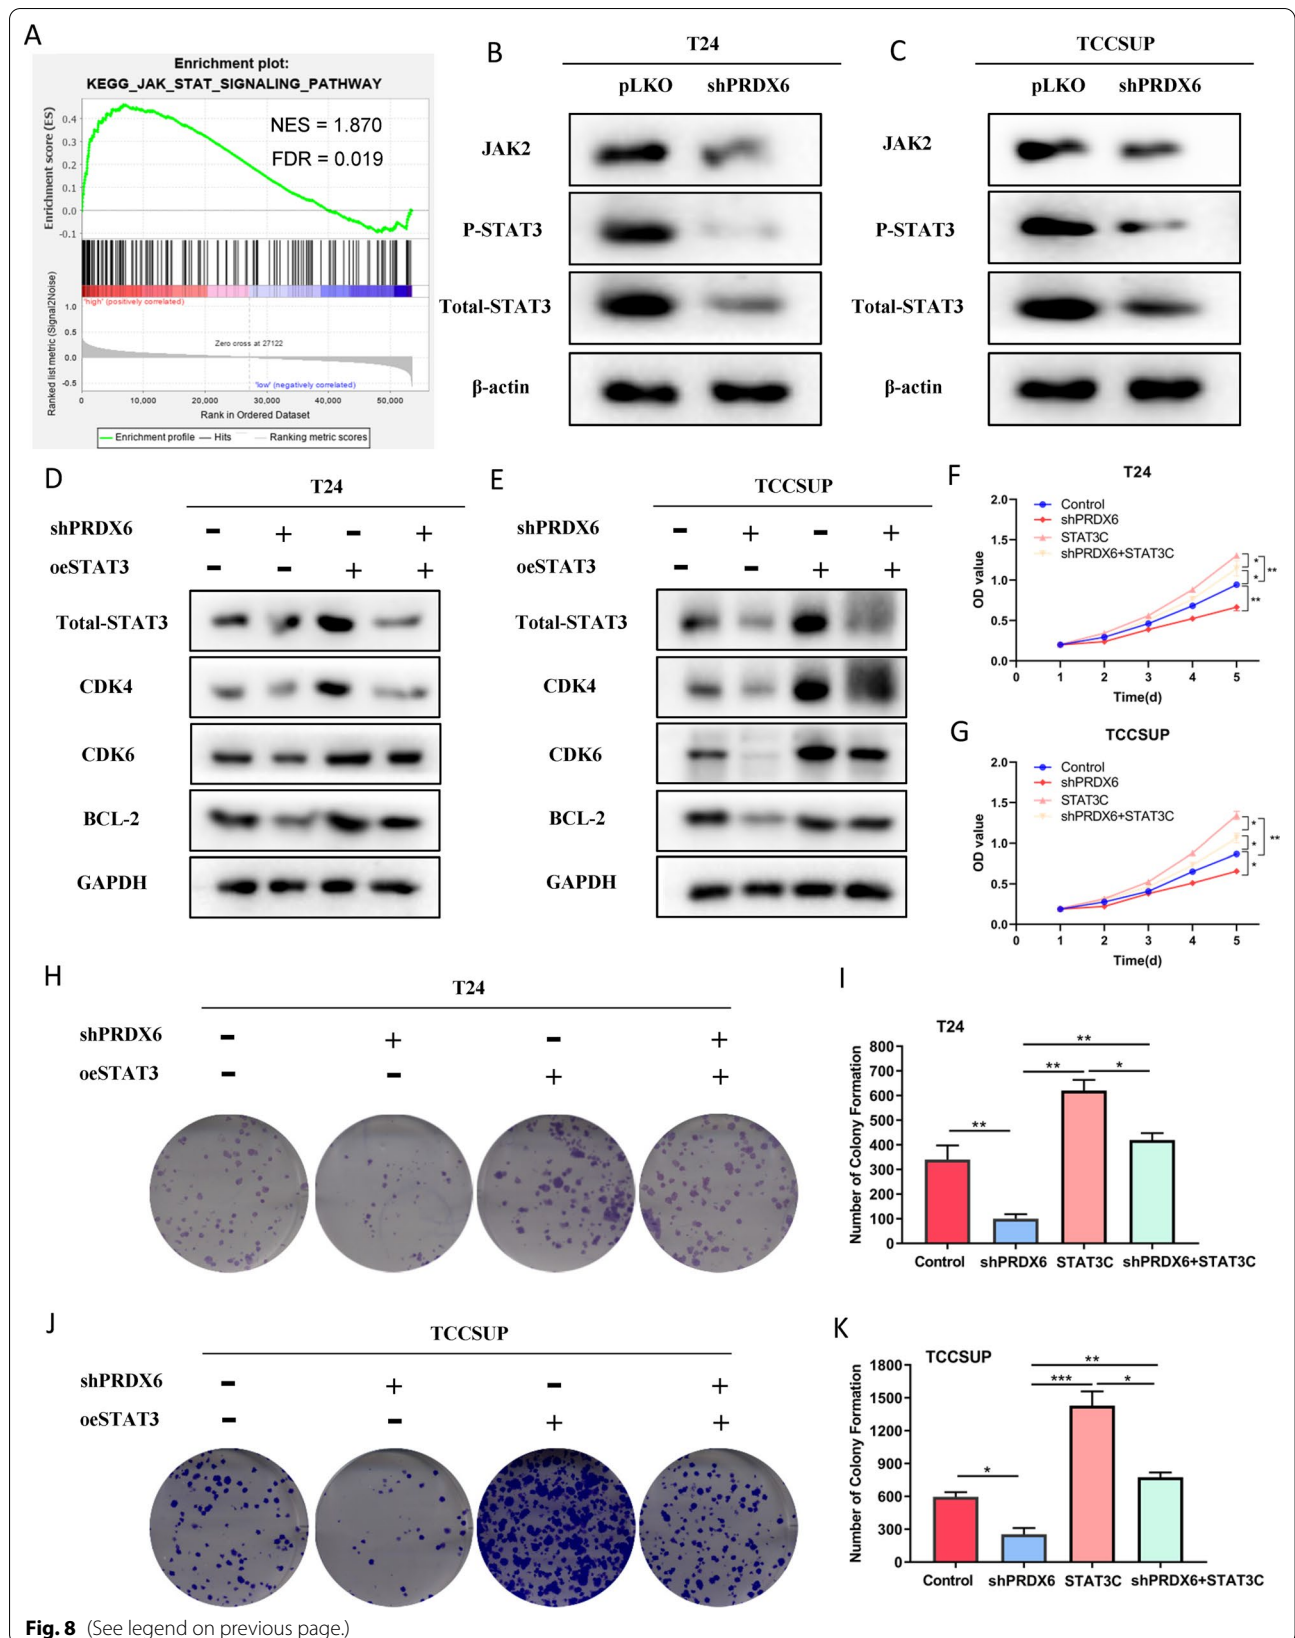 A
Enrichment plot:
KEGG_JAK_STAT_SIGNALING_PATHWAY
NES = 1.870
FDR = 0.019
Enrichment score (ES)
0.4
0.3
0.2
0.1
0.0
-0.1
'high' (positively correlated)
Ranked list metric (Signal2Noise)
1.0
0.5
0.0
-0.5
Zero cross at 27122
'low' (negatively correlated)
0 10,000 20,000 30,000 40,000 50,000
Rank in Ordered Dataset
Enrichment profile Hits Ranking metric scores
B
T24
pLKO shPRDX6
JAK2
P-STAT3
Total-STAT3
β-actin
C
TCCSUP
pLKO shPRDX6
JAK2
P-STAT3
Total-STAT3
β-actin
D
T24
shPRDX6 - + - +
oeSTAT3 - - + +
Total-STAT3
CDK4
CDK6
BCL-2
GAPDH
E
TCCSUP
shPRDX6 - + - +
oeSTAT3 - - + +
Total-STAT3
CDK4
CDK6
BCL-2
GAPDH
F
T24
OD value
2.0
1.5
1.0
0.5
0.0
Control
shPRDX6
STAT3C
shPRDX6+STAT3C
*
*
**
**
0 1 2 3 4 5
Time(d)
G
TCCSUP
OD value
2.0
1.5
1.0
0.5
0.0
Control
shPRDX6
STAT3C
shPRDX6+STAT3C
*
*
**
*
0 1 2 3 4 5
Time(d)
H
T24
shPRDX6 - + - +
oeSTAT3 - - + +
I
T24
Number of Colony Formation
800
700
600
500
400
300
200
100
0
**
** *
**
Control shPRDX6 STAT3C shPRDX6+STAT3C
J
TCCSUP
shPRDX6 - + - +
oeSTAT3 - - + +
K
TCCSUP
Number of Colony Formation
1800
1500
1200
900
600
300
0
**
*** *
*
Control shPRDX6 STAT3C shPRDX6+STAT3C
Fig. 8 (See legend on previous page.)